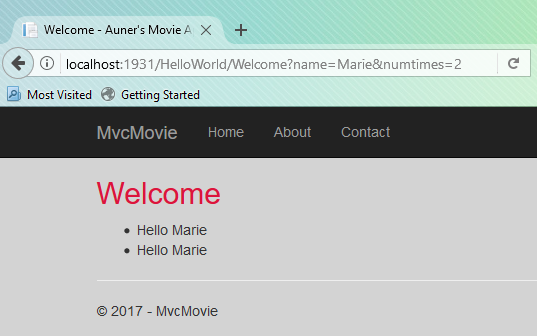 Welcome - Auner's Movie A
localhost:1931/HelloWorld/Welcome?name=Marie&numtimes=2
Most Visited Getting Started
MvcMovie Home About Contact
Welcome
• Hello Marie
• Hello Marie
© 2017 - MvcMovie